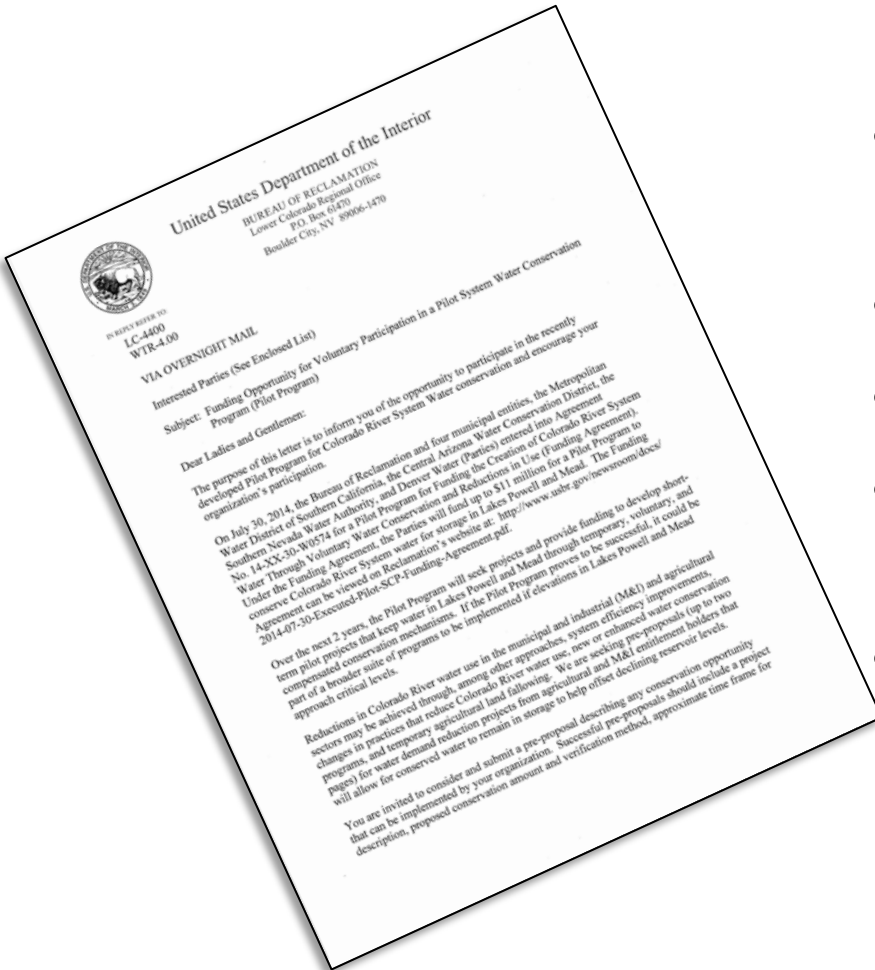 United States Department of the Interior
BUREAU OF RECLAMATION
Lower Colorado Regional Office
P.O. Box 61470
Boulder City, NV 89006-1470
U.S. DEPARTMENT OF THE INTERIOR
MARCH 3, 1849
IN REPLY REFER TO:
LC-4400
WTR-4.00
VIA OVERNIGHT MAIL
Interested Parties (See Enclosed List)
Subject: Funding Opportunity for Voluntary Participation in a Pilot System Water Conservation
Program (Pilot Program)
Dear Ladies and Gentlemen:
The purpose of this letter is to inform you of the opportunity to participate in the recently
developed Pilot Program for Colorado River System Water conservation and encourage your
organization's participation.
On July 30, 2014, the Bureau of Reclamation and four municipal entities, the Metropolitan
Water District of Southern California, the Central Arizona Water Conservation District, the
Southern Nevada Water Authority, and Denver Water (Parties) entered into Agreement
No. 14-XX-30-W0574 for a Pilot Program for Funding the Creation of Colorado River System
Water Through Voluntary Water Conservation and Reductions in Use (Funding Agreement).
Under the Funding Agreement, the Parties will fund up to $11 million for a Pilot Program to
conserve Colorado River System water for storage in Lakes Powell and Mead. The Funding
Agreement can be viewed on Reclamation's website at: http://www.usbr.gov/newsroom/docs/
2014-07-30-Executed-Pilot-SCP-Funding-Agreement.pdf.
Over the next 2 years, the Pilot Program will seek projects and provide funding to develop short-
term pilot projects that keep water in Lakes Powell and Mead through temporary, voluntary, and
compensated conservation mechanisms. If the Pilot Program proves to be successful, it could be
part of a broader suite of programs to be implemented if elevations in Lakes Powell and Mead
approach critical levels.
Reductions in Colorado River water use in the municipal and industrial (M&I) and agricultural
sectors may be achieved through, among other approaches, system efficiency improvements,
changes in practices that reduce Colorado River water use, new or enhanced water conservation
programs, and temporary agricultural land fallowing. We are seeking pre-proposals (up to two
pages) for water demand reduction projects from agricultural and M&I entitlement holders that
will allow for conserved water to remain in storage to help offset declining reservoir levels.
You are invited to consider and submit a pre-proposal describing any conservation opportunity
that can be implemented by your organization. Successful pre-proposals should include a project
description, proposed conservation amount and verification method, approximate time frame for